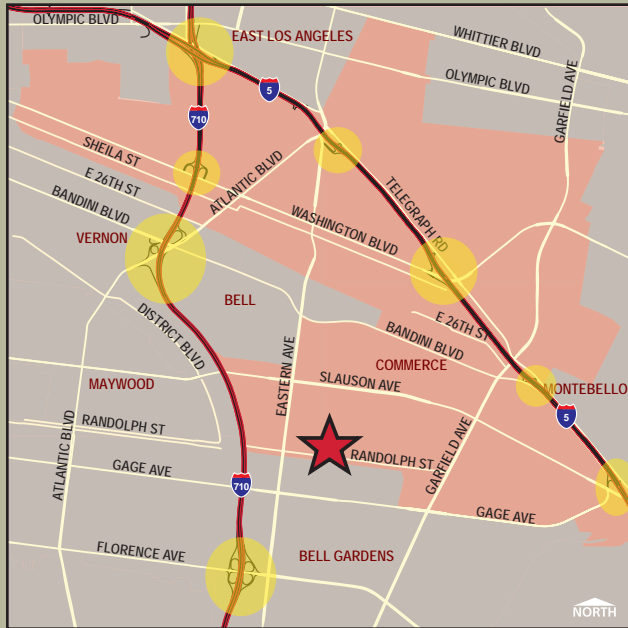 OLYMPIC BLVD
EAST LOS ANGELES
WHITTIER BLVD
OLYMPIC BLVD
GARFIELD AVE
5
710
SHEILA ST
ATLANTIC BLVD
E 26TH ST
TELEGRAPH RD
BANDINI BLVD
WASHINGTON BLVD
VERNON
BELL
E 26TH ST
DISTRICT BLVD
BANDINI BLVD
EASTERN AVE
COMMERCE
MAYWOOD
SLAUSON AVE
MONTEBELLO
5
ATLANTIC BLVD
RANDOLPH ST
RANDOLPH ST
GARFIELD AVE
GAGE AVE
710
GAGE AVE
FLORENCE AVE
BELL GARDENS
NORTH